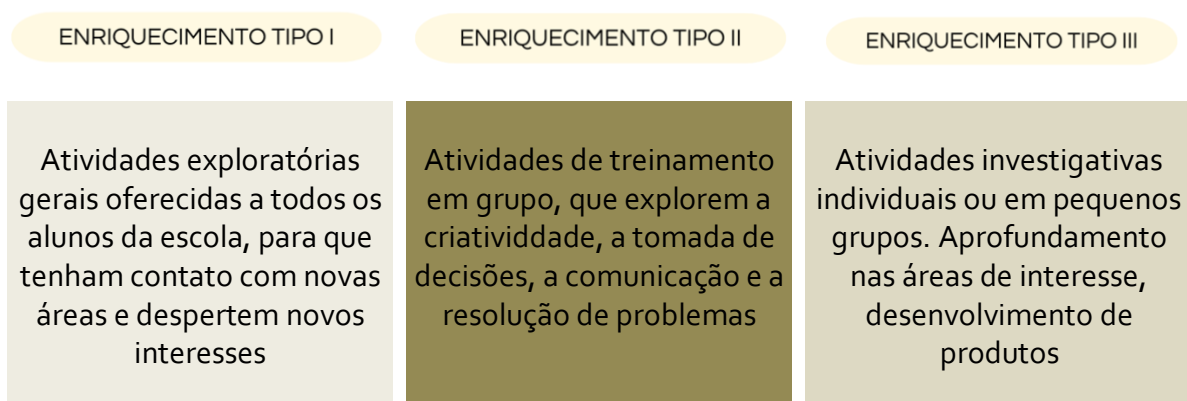 ENRIQUECIMENTO TIPO I
Atividades exploratórias
gerais oferecidas a todos os
alunos da escola, para que
tenham contato com novas
áreas e despertem novos
interesses
ENRIQUECIMENTO TIPO II
Atividades de treinamento
em grupo, que explorem a
criatividdade, a tomada de
decisões, a comunicação e a
resolução de problemas
ENRIQUECIMENTO TIPO III
Atividades investigativas
individuais ou em pequenos
grupos. Aprofundamento
nas áreas de interesse,
desenvolvimento de
produtos